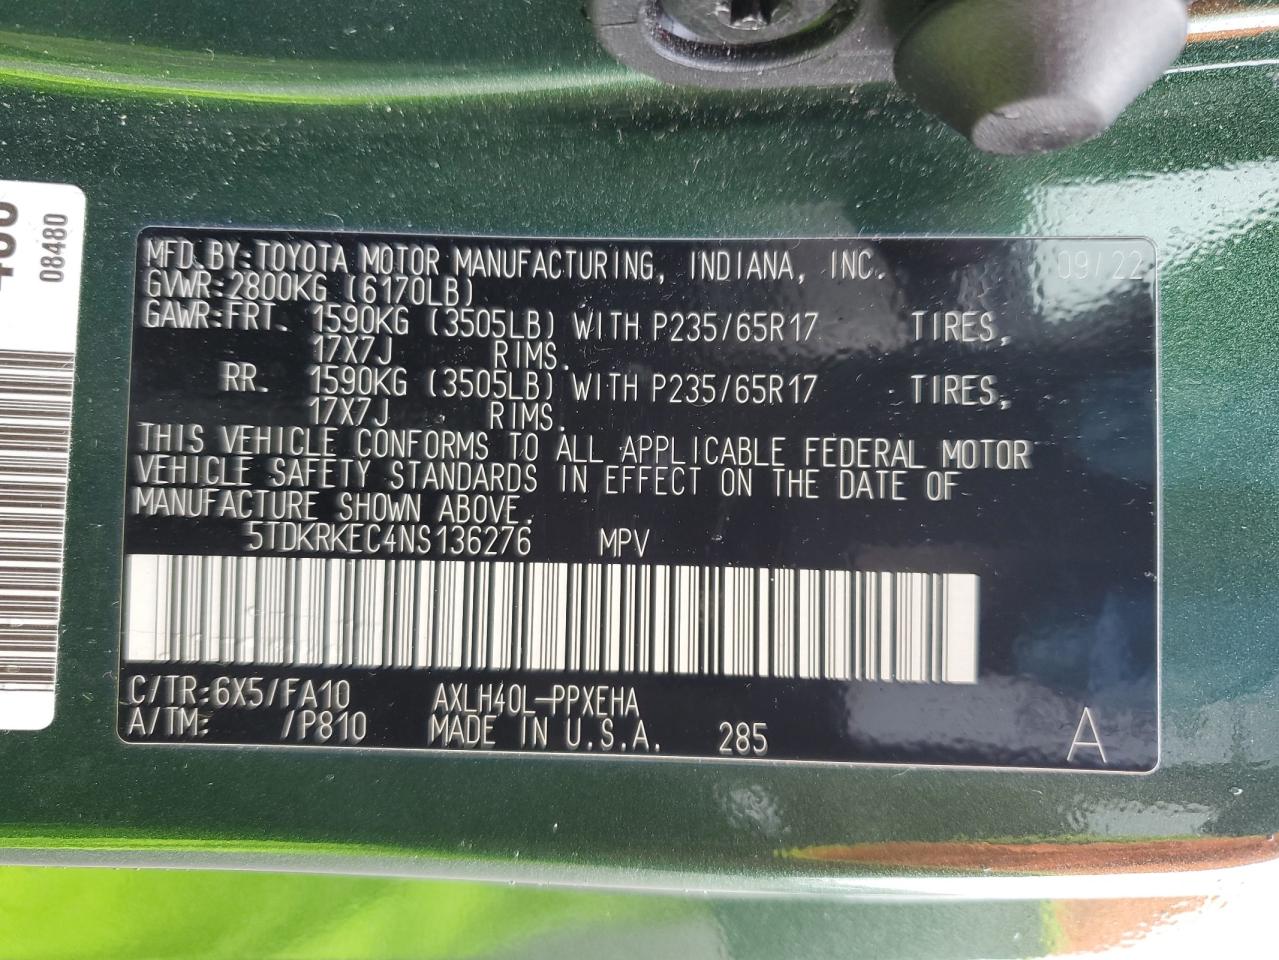 MFD.BY:TOYOTA MOTOR MANUFACTURING, INDIANA, INC. 09/22
GVWR:2800KG (6170LB)
GAWR:FRT. 1590KG (3505LB) WITH P235/65R17 TIRES,
17X7J RIMS.
RR. 1590KG (3505LB) WITH P235/65R17 TIRES,
17X7J RIMS.
THIS VEHICLE CONFORMS TO ALL APPLICABLE FEDERAL MOTOR
VEHICLE SAFETY STANDARDS IN EFFECT ON THE DATE OF
MANUFACTURE SHOWN ABOVE.
5TDKRKEC4NS136276 MPV
C/TR:6X5/FA10 AXLH40L-PPXEHA
A/TM: /P810 MADE IN U.S.A. 285 A
08480